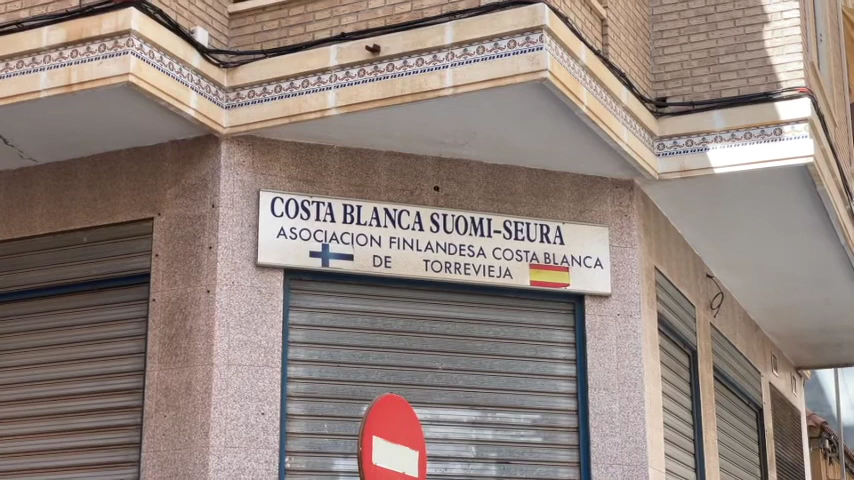 COSTA BLANCA SUOMI-SEURA
ASOCIACION FINLANDESA COSTA BLANCA
DE TORREVIEJA